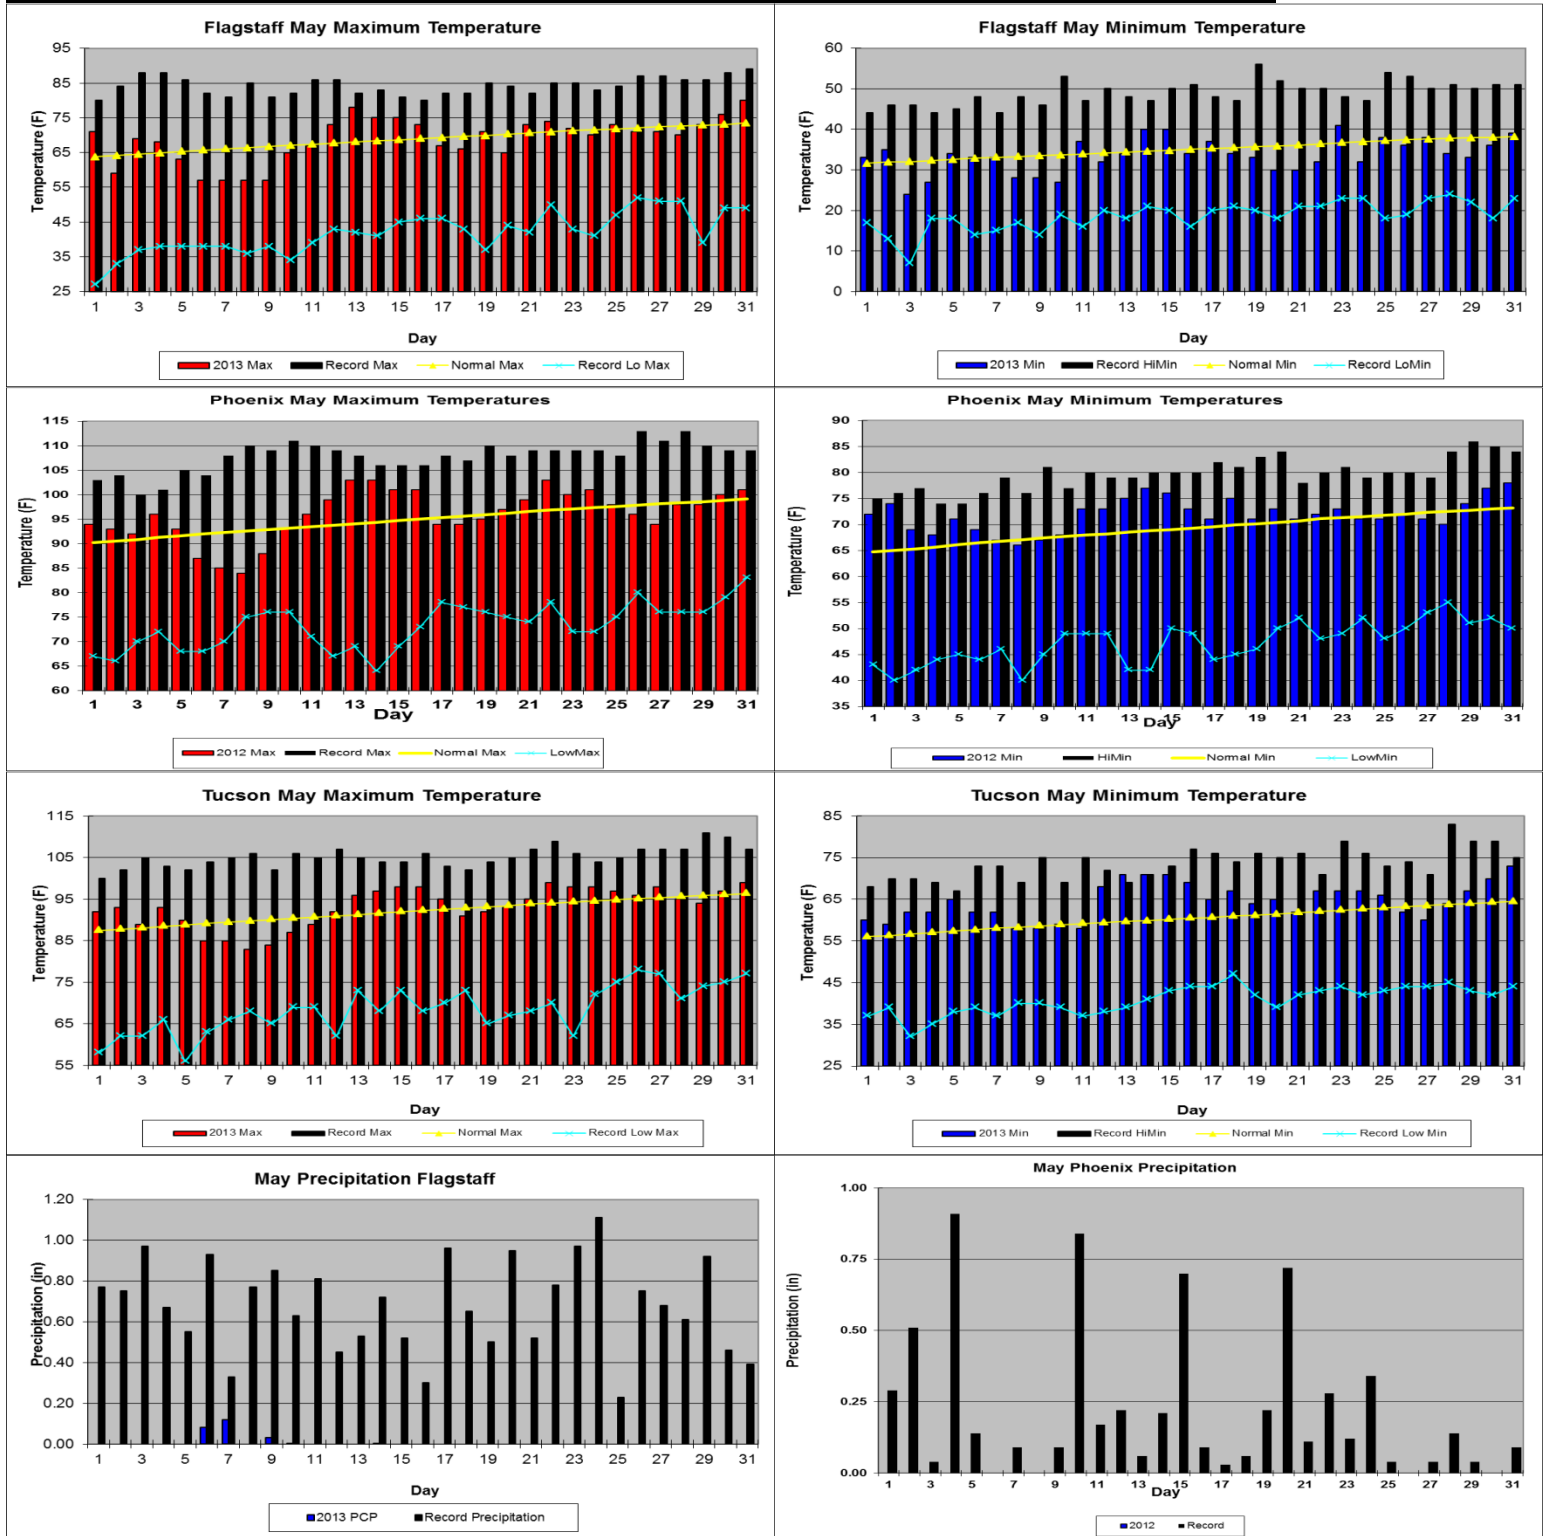 Flagstaff May Maximum Temperature
Temperature (F)
95
85
75
65
55
45
35
25
1 3 5 7 9 11 13 15 17 19 21 23 25 27 29 31
Day
2013 Max Record Max Normal Max Record Lo Max
Flagstaff May Minimum Temperature
Temperature (F)
60
50
40
30
20
10
0
1 3 5 7 9 11 13 15 17 19 21 23 25 27 29 31
Day
2013 Min Record HiMin Normal Min Record LoMin
Phoenix May Maximum Temperatures
Temperature (F)
115
110
105
100
95
90
85
80
75
70
65
60
1 3 5 7 9 11 13 15 17 19 21 23 25 27 29 31
Day
2012 Max Record Max Normal Max LowMax
Phoenix May Minimum Temperatures
Temperature (F)
90
85
80
75
70
65
60
55
50
45
40
35
1 3 5 7 9 11 13 15 17 19 21 23 25 27 29 31
Day
2012 Min HiMin Normal Min LowMin
Tucson May Maximum Temperature
Temperature (F)
115
105
95
85
75
65
55
1 3 5 7 9 11 13 15 17 19 21 23 25 27 29 31
Day
2013 Max Record Max Normal Max Record Low Max
Tucson May Minimum Temperature
Temperature (F)
85
75
65
55
45
35
25
1 3 5 7 9 11 13 15 17 19 21 23 25 27 29 31
Day
2013 Min Record HiMin Normal Min Record Low Min
May Precipitation Flagstaff
Precipitation (in)
1.20
1.00
0.80
0.60
0.40
0.20
0.00
1 3 5 7 9 11 13 15 17 19 21 23 25 27 29 31
Day
2013 PCP Record Precipitation
May Phoenix Precipitation
Precipitation (in)
1.00
0.75
0.50
0.25
0.00
1 3 5 7 9 11 13 15 17 19 21 23 25 27 29 31
Day
2012 Record